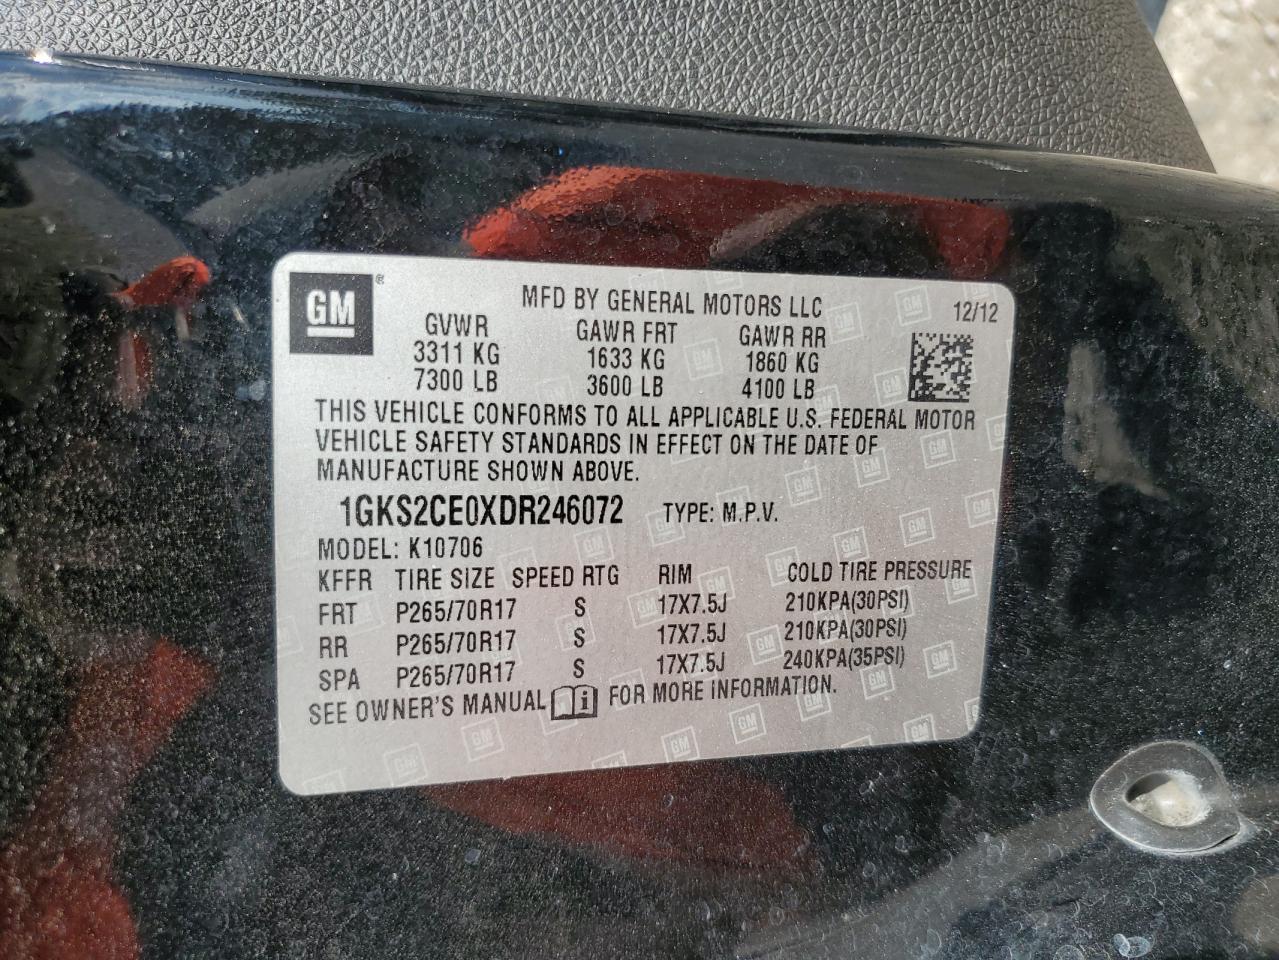 GM ®
MFD BY GENERAL MOTORS LLC 12/12
GVWR GAWR FRT GAWR RR
3311 KG 1633 KG 1860 KG
7300 LB 3600 LB 4100 LB
THIS VEHICLE CONFORMS TO ALL APPLICABLE U.S. FEDERAL MOTOR
VEHICLE SAFETY STANDARDS IN EFFECT ON THE DATE OF
MANUFACTURE SHOWN ABOVE.
1GKS2CE0XDR246072 TYPE: M.P.V.
MODEL: K10706
KFFR TIRE SIZE SPEED RTG RIM COLD TIRE PRESSURE
FRT P265/70R17 S 17X7.5J 210KPA(30PSI)
RR P265/70R17 S 17X7.5J 210KPA(30PSI)
SPA P265/70R17 S 17X7.5J 240KPA(35PSI)
SEE OWNER'S MANUAL i FOR MORE INFORMATION.